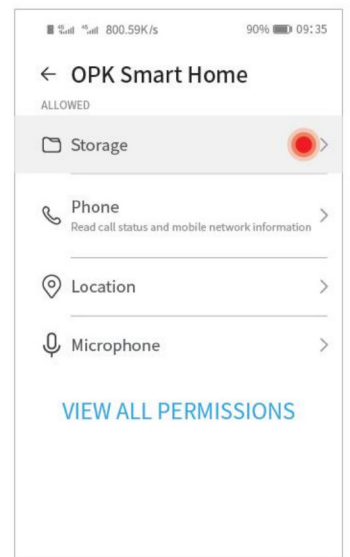 800.59K/s 90% 09:35
← OPK Smart Home
ALLOWED
Storage
Phone
Read call status and mobile network information
Location
Microphone
VIEW ALL PERMISSIONS